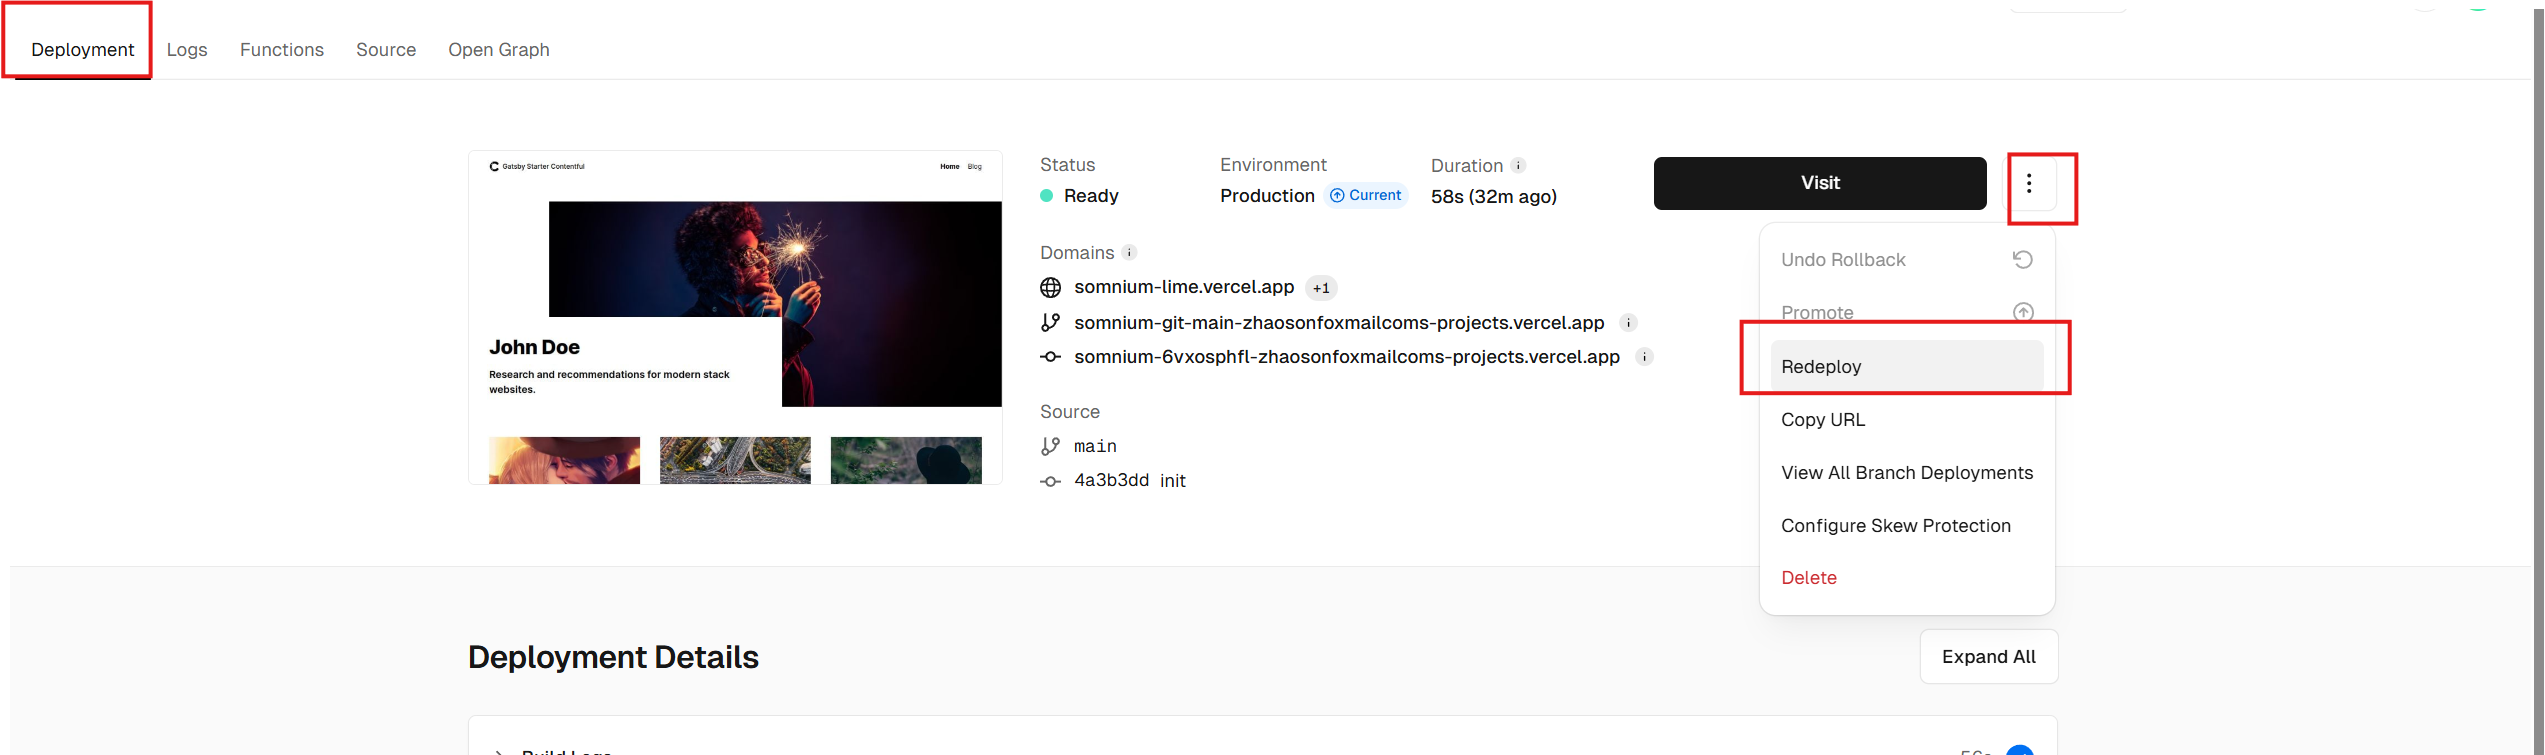 Deployment Logs Functions Source Open Graph
Gatsby Starter Contentful Home Blog
John Doe
Research and recommendations for modern stack
websites.
Status Environment Duration
Ready Production Current 58s (32m ago)
Domains
somnium-lime.vercel.app +1
somnium-git-main-zhaosonfoxmailcoms-projects.vercel.app
somnium-6vxosphfl-zhaosonfoxmailcoms-projects.vercel.app
Source
main
4a3b3dd init
Visit
Undo Rollback
Promote
Redeploy
Copy URL
View All Branch Deployments
Configure Skew Protection
Delete
Deployment Details
Expand All